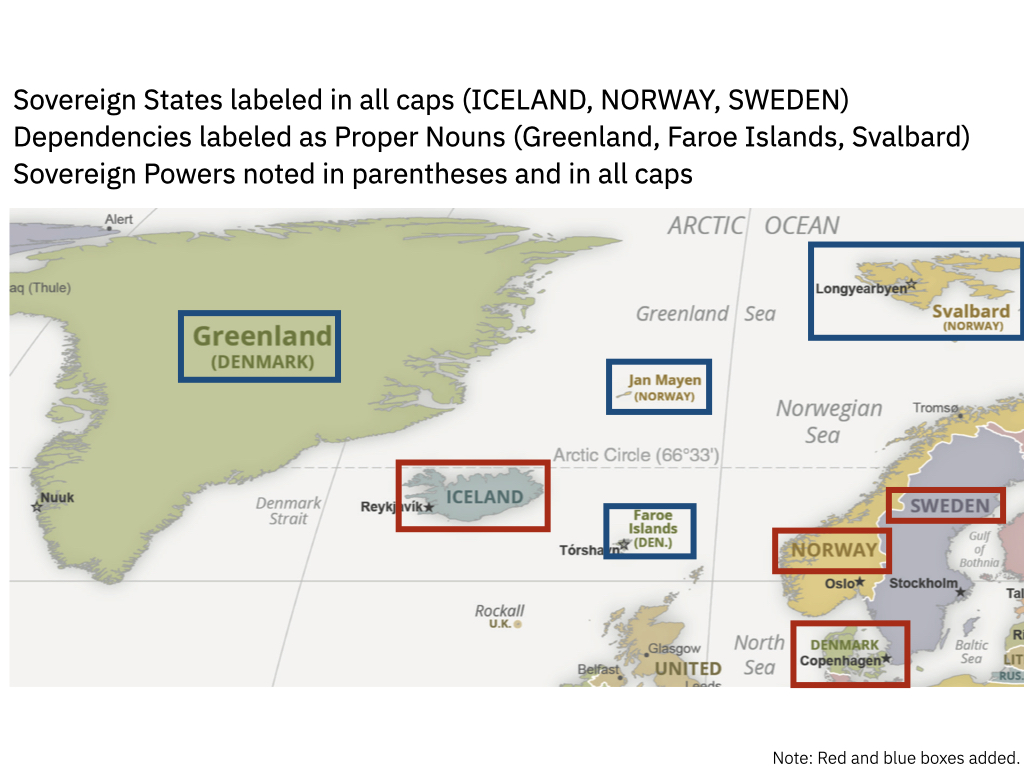 Sovereign States labeled in all caps (ICELAND, NORWAY, SWEDEN)
Dependencies labeled as Proper Nouns (Greenland, Faroe Islands, Svalbard)
Sovereign Powers noted in parentheses and in all caps
Alert
ARCTIC OCEAN
aq (Thule)
Longyearbyen
Svalbard
(NORWAY)
Greenland Sea
Greenland
(DENMARK)
Jan Mayen
(NORWAY)
Norwegian
Sea
Tromsø
Arctic Circle (66°33')
Nuuk
Denmark
Strait
Reykjavík
ICELAND
Faroe
Islands
(DEN.)
Tórshavn
SWEDEN
NORWAY
Gulf
of
Bothnia
Oslo
Stockholm
Tal
Rockall
U.K.
Glasgow
Belfast
UNITED
Leeds
North
Sea
DENMARK
Copenhagen
Baltic
Sea
Ri
LIT
RUS.
Note: Red and blue boxes added.